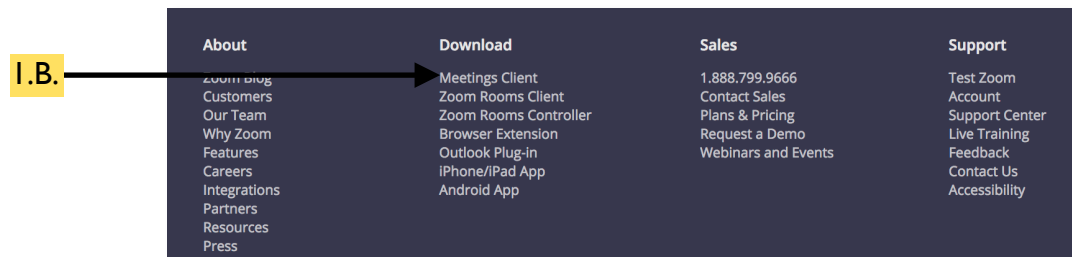 I.B.
About
Zoom Blog
Customers
Our Team
Why Zoom
Features
Careers
Integrations
Partners
Resources
Press
Download
Meetings Client
Zoom Rooms Client
Zoom Rooms Controller
Browser Extension
Outlook Plug-in
iPhone/iPad App
Android App
Sales
1.888.799.9666
Contact Sales
Plans & Pricing
Request a Demo
Webinars and Events
Support
Test Zoom
Account
Support Center
Live Training
Feedback
Contact Us
Accessibility